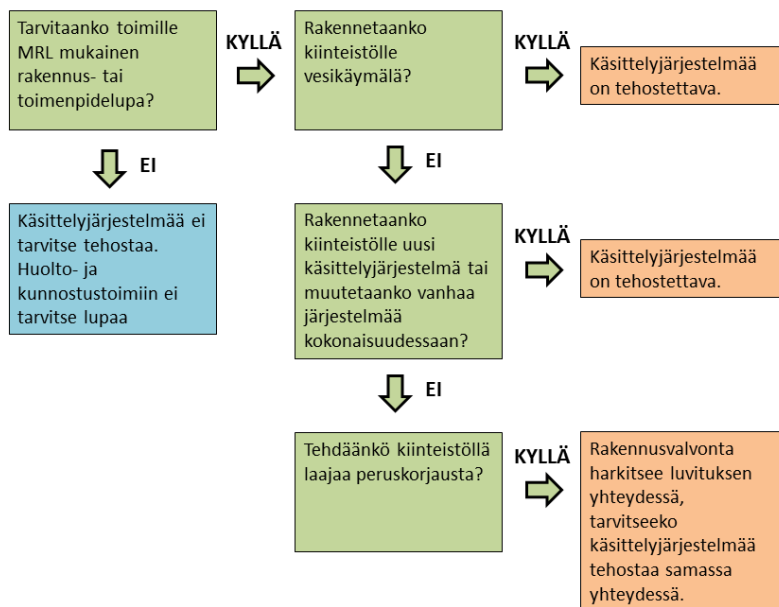 Tarvitaanko toimille
MRL mukainen
rakennus- tai
toimenpidelupa?
KYLLÄ
Rakennetaanko
kiinteistölle
vesikäymälä?
KYLLÄ
Käsittelyjärjestelmää
on tehostettava.
EI
EI
Käsittelyjärjestelmää ei
tarvitse tehostaa.
Huolto- ja
kunnostustoimiin ei
tarvitse lupaa
Rakennetaanko
kiinteistölle uusi
käsittelyjärjestelmä tai
muutetaanko vanhaa
järjestelmää
kokonaisuudessaan?
KYLLÄ
Käsittelyjärjestelmää
on tehostettava.
EI
Tehdäänkö kiinteistöllä
laajaa peruskorjausta?
KYLLÄ
Rakennusvalvonta
harkitsee luvituksen
yhteydessä,
tarvitseeko
käsittelyjärjestelmää
tehostaa samassa
yhteydessä.